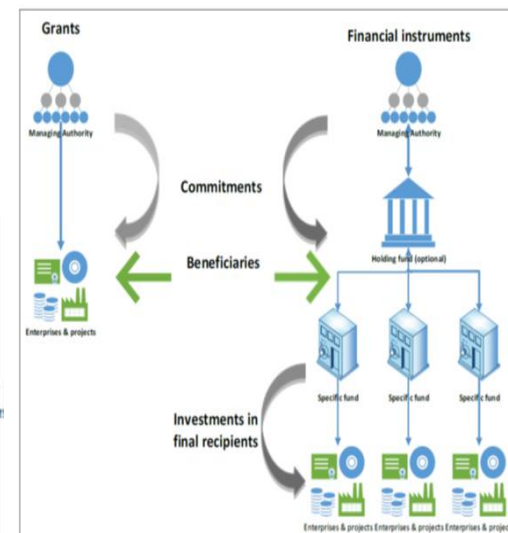 Grants
Financial instruments
Managing Authority
Managing Authority
Commitments
Beneficiaries
Holding fund (optional)
Enterprises & projects
Specific fund
Specific fund
Specific fund
Investments in
final recipients
Enterprises & projects
Enterprises & projects
Enterprises &